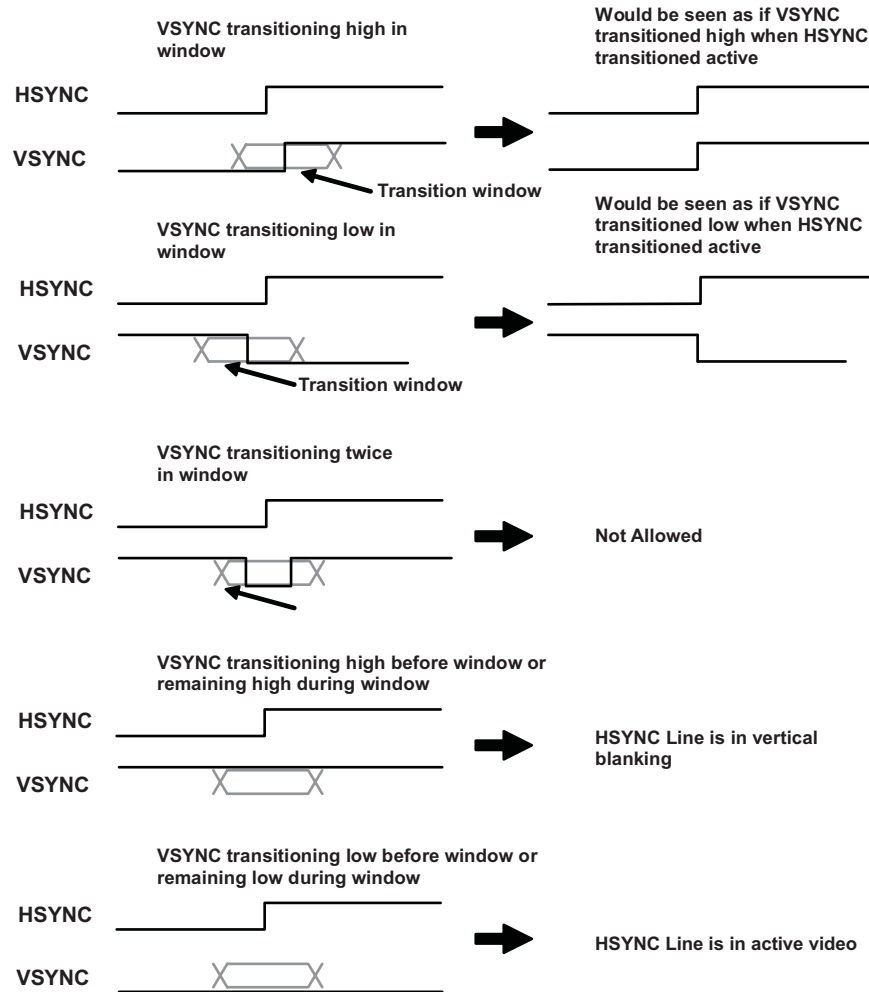 VSYNC transitioning high in
window
Would be seen as if VSYNC
transitioned high when HSYNC
transitioned active
HSYNC
VSYNC
Transition window
VSYNC transitioning low in
window
Would be seen as if VSYNC
transitioned low when HSYNC
transitioned active
HSYNC
VSYNC
Transition window
VSYNC transitioning twice
in window
HSYNC
Not Allowed
VSYNC
VSYNC transitioning high before window or
remaining high during window
HSYNC
HSYNC Line is in vertical
blanking
VSYNC
VSYNC transitioning low before window or
remaining low during window
HSYNC
HSYNC Line is in active video
VSYNC